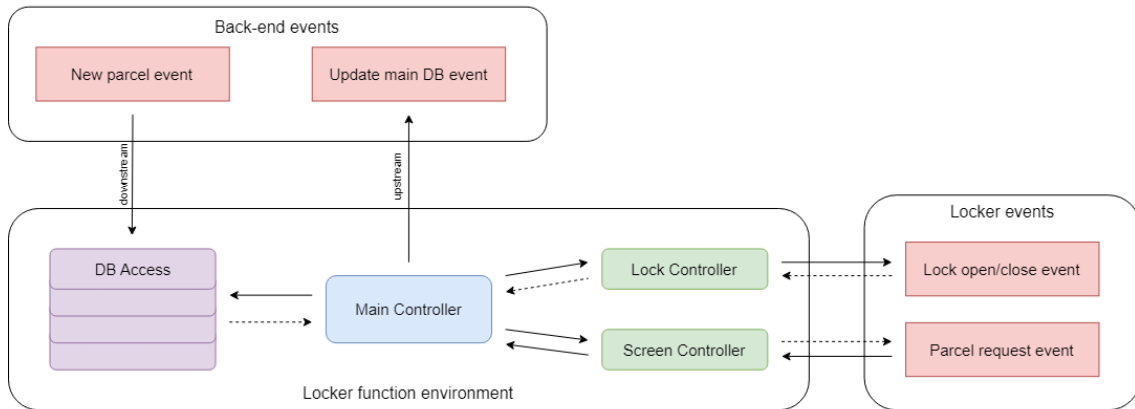 Back-end events
New parcel event
Update main DB event
downstream
upstream
Locker events
DB Access
Lock Controller
Lock open/close event
Main Controller
Screen Controller
Parcel request event
Locker function environment